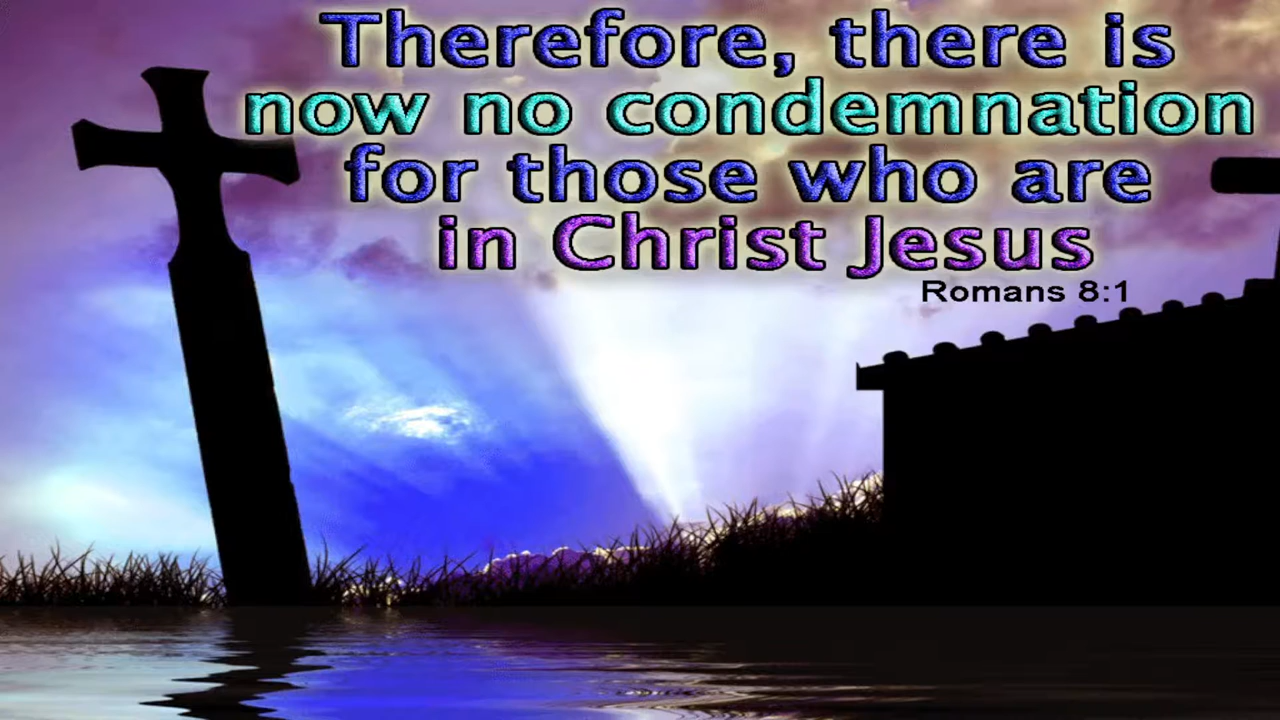 Therefore, there is
now no condemnation
for those who are
in Christ Jesus
Romans 8:1